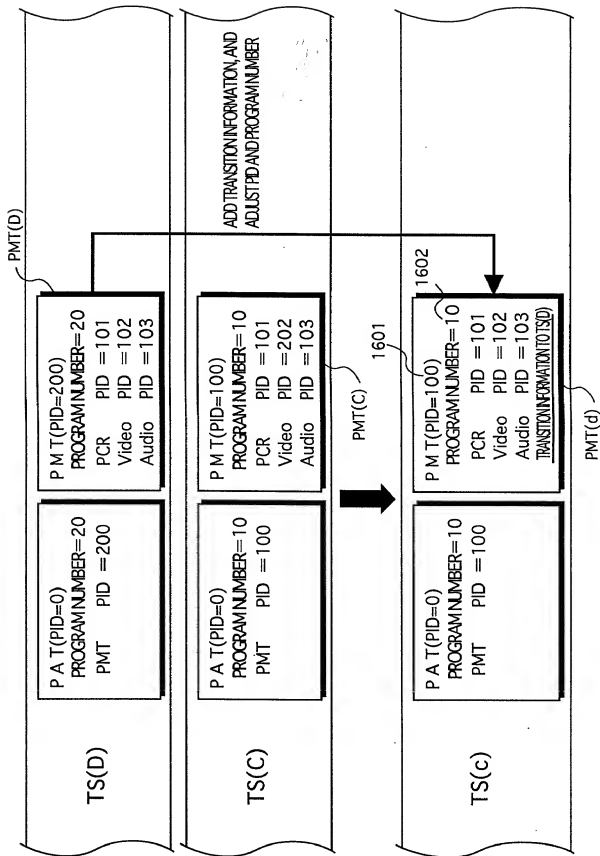 TS(D)
P A T(PID=0)
PROGRAM NUMBER=20
PMT PID =200
PMT(D)
P M T(PID=200)
PROGRAM NUMBER=20
PCR PID =101
Video PID =102
Audio PID =103
TS(C)
P A T(PID=0)
PROGRAM NUMBER=10
PMT PID =100
P M T(PID=100)
PROGRAM NUMBER=10
PCR PID =101
Video PID =202
Audio PID =103
PMT(C)
ADD TRANSITION INFORMATION, AND
ADJUST PID AND PROGRAM NUMBER
TS(c)
P A T(PID=0)
PROGRAM NUMBER=10
PMT PID =100
1601
1602
P M T(PID=100)
PROGRAM NUMBER=10
PCR PID =101
Video PID =102
Audio PID =103
TRANSITION INFORMATION TO TS(D)
PMT(d)